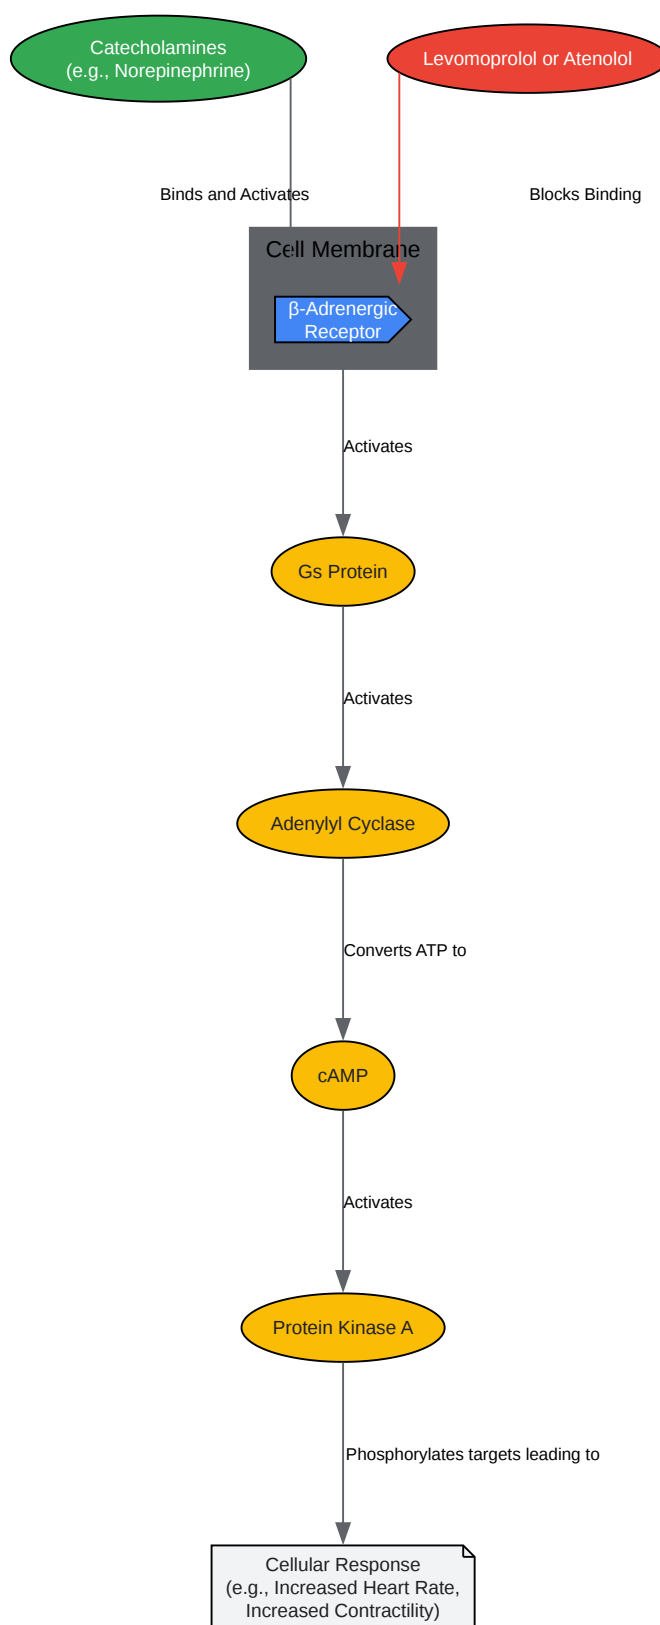 Catecholamines
(e.g., Norepinephrine)
Levomoprolol or Atenolol
Binds and Activates
Blocks Binding
Cell Membrane
β-Adrenergic
Receptor
Activates
Gs Protein
Activates
Adenylyl Cyclase
Converts ATP to
cAMP
Activates
Protein Kinase A
Phosphorylates targets leading to
Cellular Response
(e.g., Increased Heart Rate,
Increased Contractility)